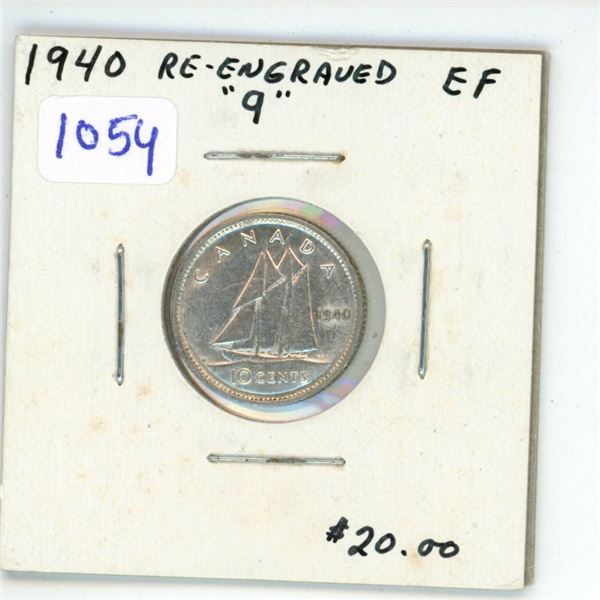 1940 RE-ENGRAVED EF
"9"
1054
CANADA
1940
10 CENTS
$20.00